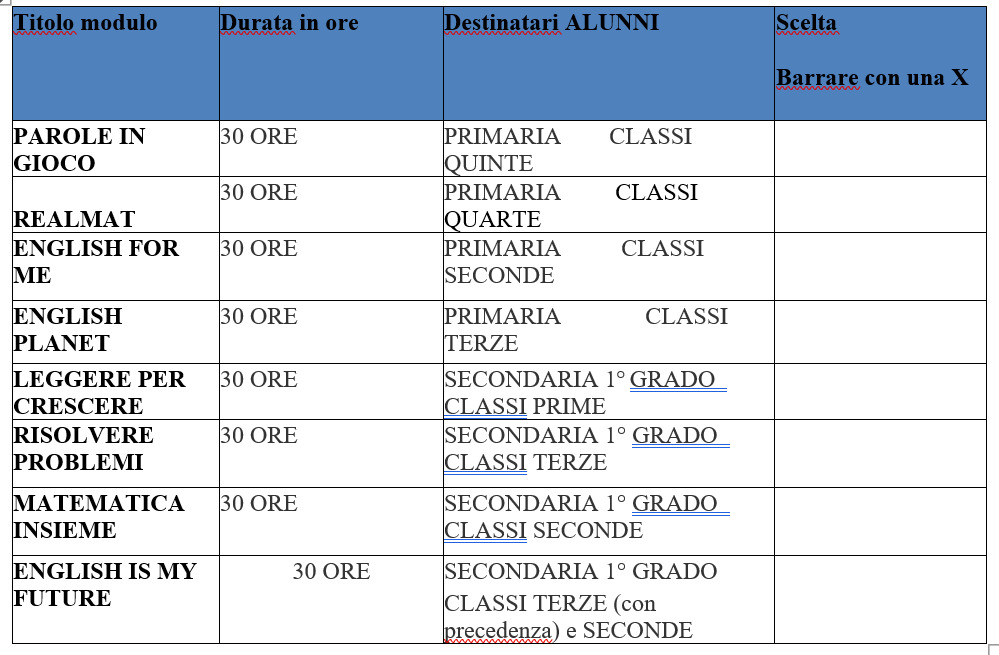 Titolo modulo
Durata in ore
Destinatari ALUNNI
Scelta
Barrare con una X
PAROLE IN
GIOCO
30 ORE
PRIMARIA CLASSI
QUINTE
REALMAT
30 ORE
PRIMARIA CLASSI
QUARTE
ENGLISH FOR
ME
30 ORE
PRIMARIA CLASSI
SECONDE
ENGLISH
PLANET
30 ORE
PRIMARIA CLASSI
TERZE
LEGGERE PER
CRESCERE
30 ORE
SECONDARIA 1° GRADO
CLASSI PRIME
RISOLVERE
PROBLEMI
30 ORE
SECONDARIA 1° GRADO
CLASSI TERZE
MATEMATICA
INSIEME
30 ORE
SECONDARIA 1° GRADO
CLASSI SECONDE
ENGLISH IS MY
FUTURE
30 ORE
SECONDARIA 1° GRADO
CLASSI TERZE (con
precedenza) e SECONDE